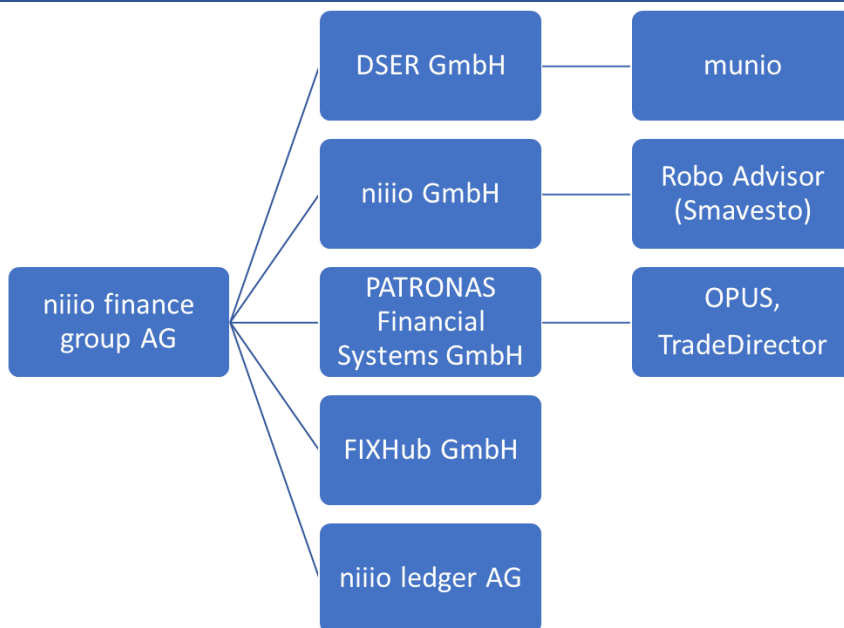 DSER GmbH
munio
niiio GmbH
Robo Advisor
(Smavesto)
niiio finance
group AG
PATRONAS
Financial
Systems GmbH
OPUS,
TradeDirector
FIXHub GmbH
niiio ledger AG